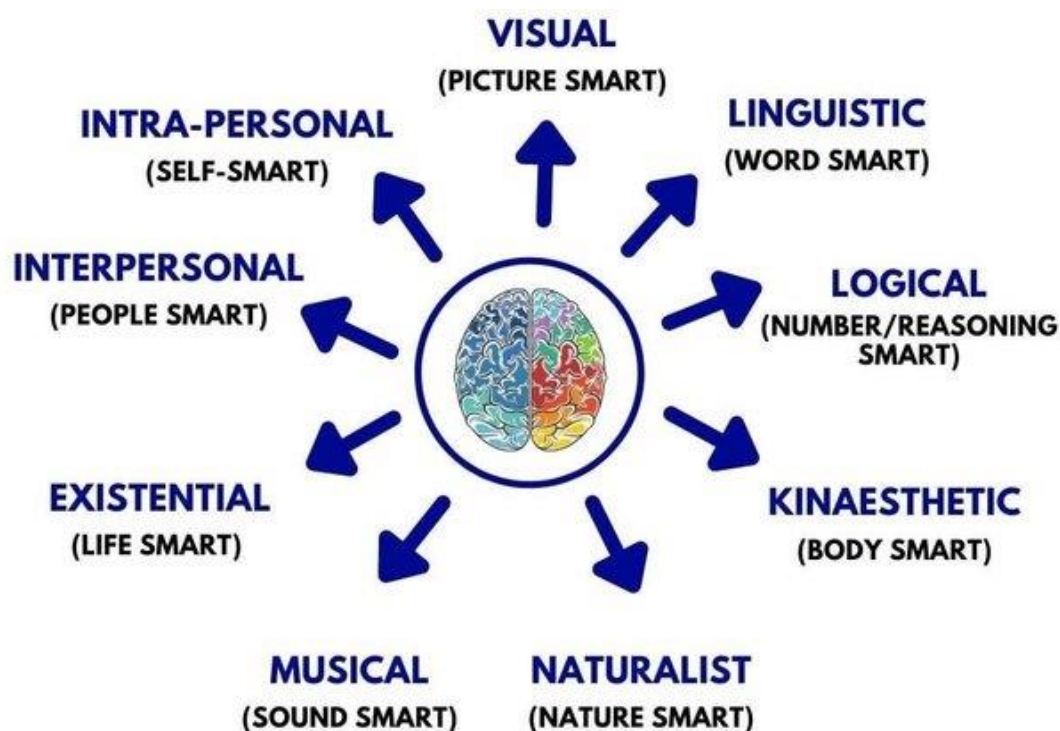 VISUAL
(PICTURE SMART)
LINGUISTIC
(WORD SMART)
LOGICAL
(NUMBER/REASONING
SMART)
KINAESTHETIC
(BODY SMART)
NATURALIST
(NATURE SMART)
MUSICAL
(SOUND SMART)
EXISTENTIAL
(LIFE SMART)
INTERPERSONAL
(PEOPLE SMART)
INTRA-PERSONAL
(SELF-SMART)